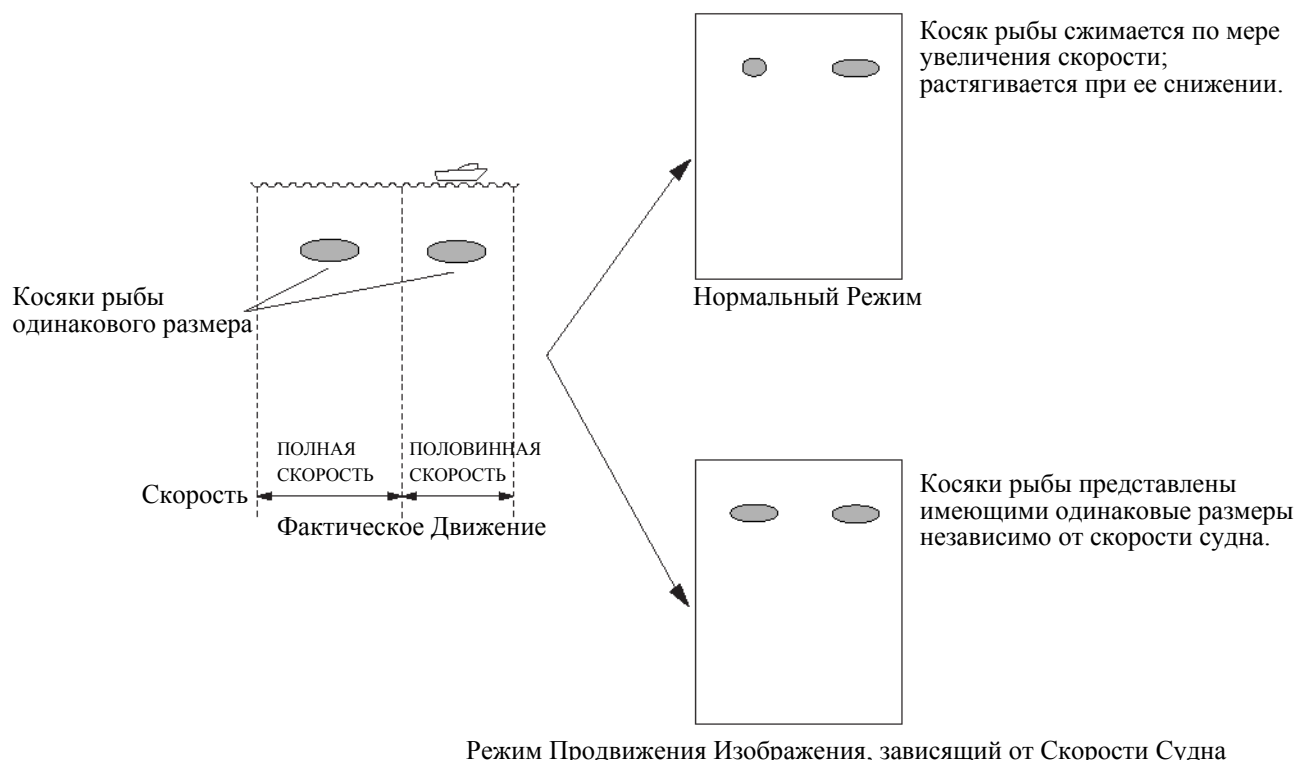 Косяк рыбы сжимается по мере
увеличения скорости;
растягивается при ее снижении.
Нормальный Режим
Косяки рыбы
одинакового размера
ПОЛНАЯ
СКОРОСТЬ
ПОЛОВИННАЯ
СКОРОСТЬ
Скорость
Фактическое Движение
Косяки рыбы представлены
имеющими одинаковые размеры
независимо от скорости судна.
Режим Продвижения Изображения, зависящий от Скорости Судна